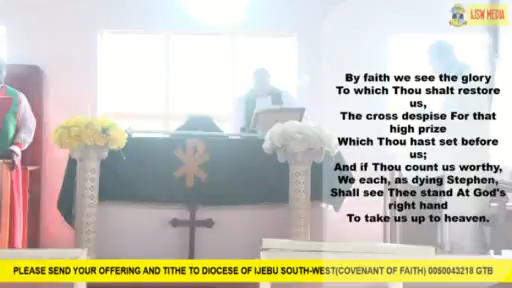 IJSW MEDIA
By faith we see the glory
To which Thou shalt restore
us,
The cross despise For that
high prize
Which Thou hast set before
us;
And if Thou count us worthy,
We each, as dying Stephen,
Shall see Thee stand At God's
right hand
To take us up to heaven.
PLEASE SEND YOUR OFFERING AND TITHE TO DIOCESE OF IJEBU SOUTH-WEST(COVENANT OF FAITH) 0050043218 GTB